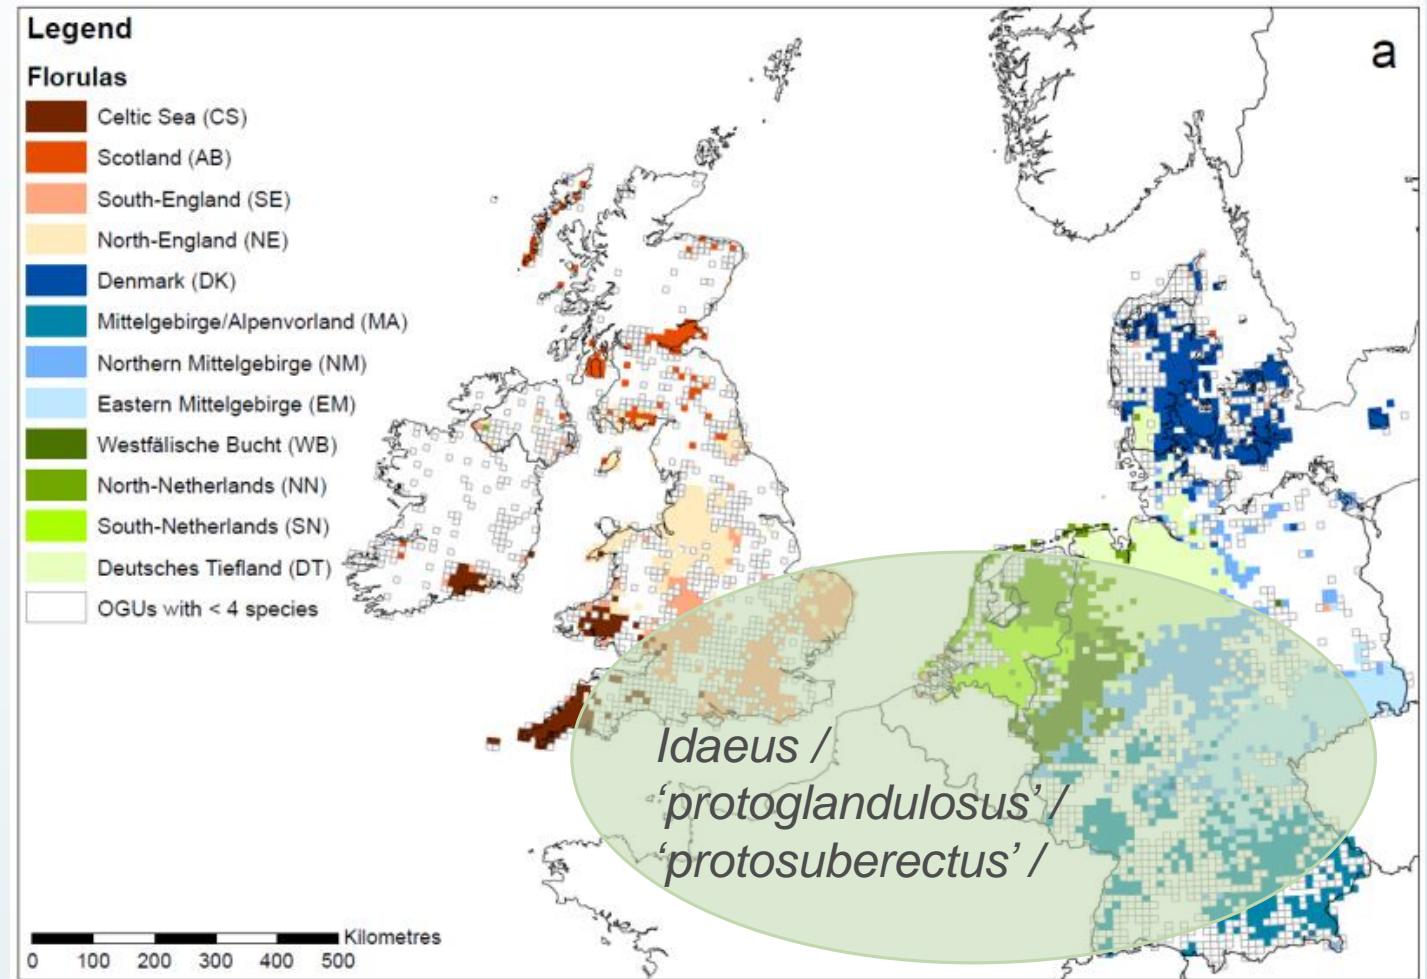 Legend
Florulas
Celtic Sea (CS)
Scotland (AB)
South-England (SE)
North-England (NE)
Denmark (DK)
Mittelgebirge/Alpenvorland (MA)
Northern Mittelgebirge (NM)
Eastern Mittelgebirge (EM)
Westfälische Bucht (WB)
North-Netherlands (NN)
South-Netherlands (SN)
Deutsches Tiefland (DT)
OGUs with < 4 species
a
Idaeus /
‘protoglandulosus’ /
‘protosuberectus’ /
Kilometres
0 100 200 300 400 500